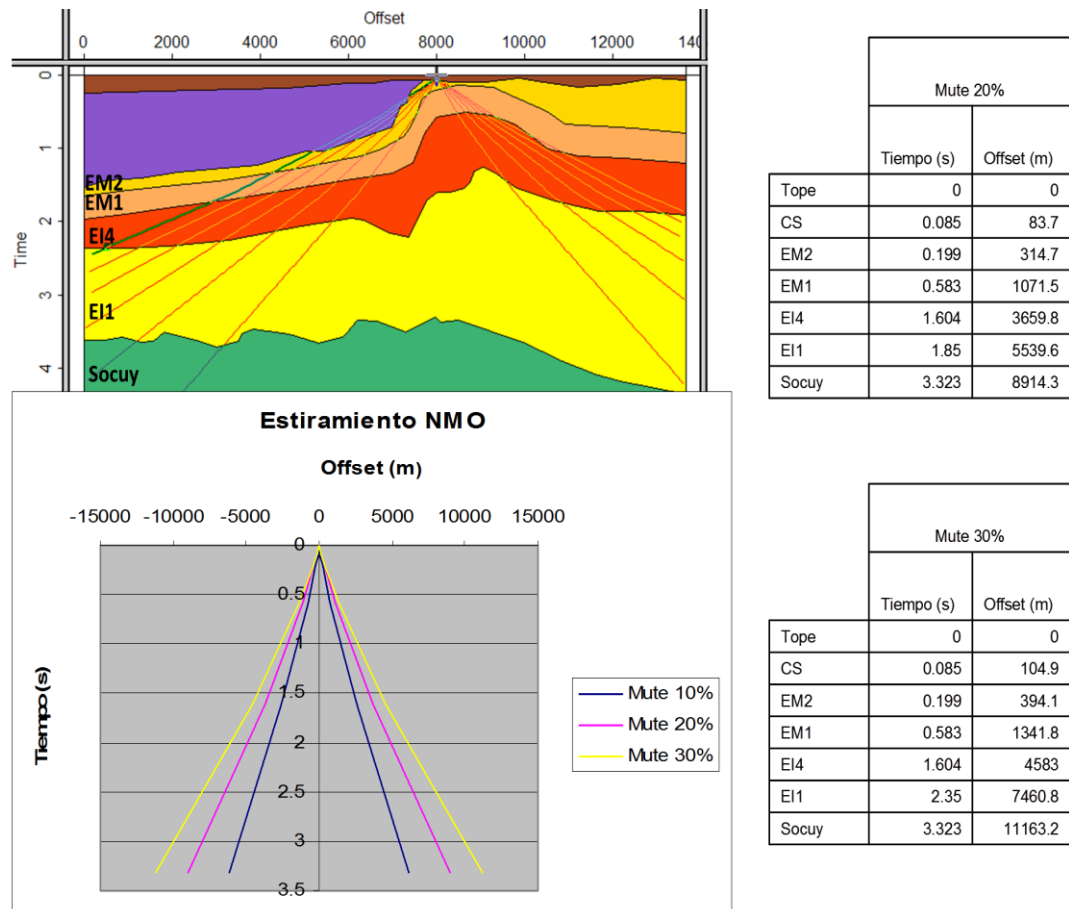 Offset
0 2000 4000 6000 8000 10000 12000 140
Time
0
1
2
3
4
EM2
EM1
EI4
EI1
Socuy
Estiramiento NMO
Offset (m)
-15000 -10000 -5000 0 5000 10000 15000
Tiempo (s)
0
0.5
1
1.5
2
2.5
3
3.5
Mute 10%
Mute 20%
Mute 30%
Mute 20%
Tiempo (s) Offset (m)
Tope 0 0
CS 0.085 83.7
EM2 0.199 314.7
EM1 0.583 1071.5
EI4 1.604 3659.8
EI1 1.85 5539.6
Socuy 3.323 8914.3
Mute 30%
Tiempo (s) Offset (m)
Tope 0 0
CS 0.085 104.9
EM2 0.199 394.1
EM1 0.583 1341.8
EI4 1.604 4583
EI1 2.35 7460.8
Socuy 3.323 11163.2